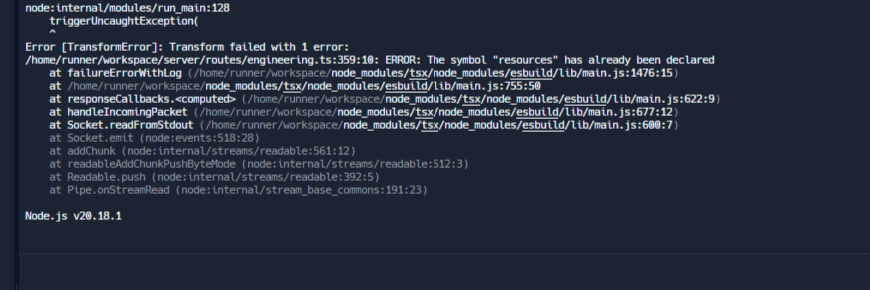 node:internal/modules/run_main:128
    triggerUncaughtException(
    ^
Error [TransformError]: Transform failed with 1 error:
/home/runner/workspace/server/routes/engineering.ts:359:10: ERROR: The symbol "resources" has already been declared
    at failureErrorWithLog (/home/runner/workspace/node_modules/tsx/node_modules/esbuild/lib/main.js:1476:15)
    at /home/runner/workspace/node_modules/tsx/node_modules/esbuild/lib/main.js:755:50
    at responseCallbacks.<computed> (/home/runner/workspace/node_modules/tsx/node_modules/esbuild/lib/main.js:622:9)
    at handleIncomingPacket (/home/runner/workspace/node_modules/tsx/node_modules/esbuild/lib/main.js:677:12)
    at Socket.readFromStdout (/home/runner/workspace/node_modules/tsx/node_modules/esbuild/lib/main.js:600:7)
    at Socket.emit (node:events:518:28)
    at addChunk (node:internal/streams/readable:561:12)
    at readableAddChunkPushByteMode (node:internal/streams/readable:512:3)
    at Readable.push (node:internal/streams/readable:392:5)
    at Pipe.onStreamRead (node:internal/stream_base_commons:191:23)
Node.js v20.18.1